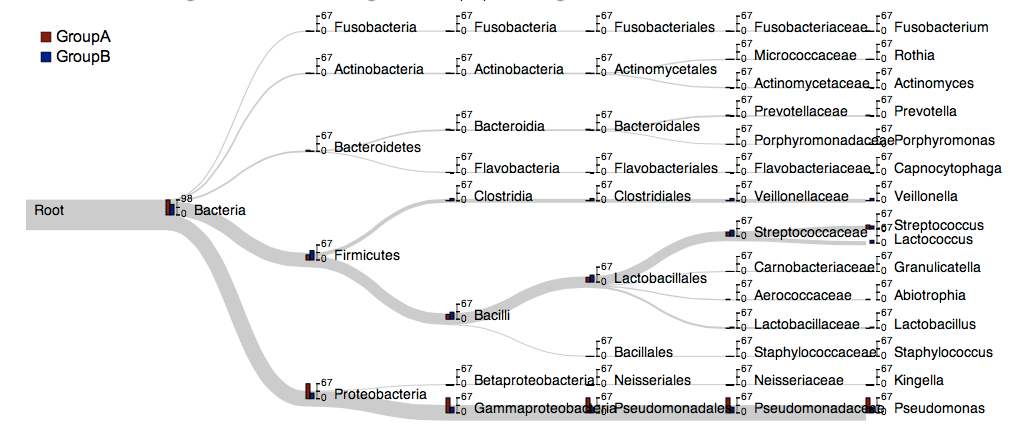 GroupA
GroupB
67 0 Fusobacteria 67 0 Fusobacteria 67 0 Fusobacteriales 67 0 Fusobacteriaceae 67 0 Fusobacterium
67 0 Micrococcaceae 67 0 Rothia
67 0 Actinobacteria 67 0 Actinobacteria 67 0 Actinomycetales
67 0 Actinomycetaceae 67 0 Actinomyces
67 0 Prevotellaceae 67 0 Prevotella
67 0 Bacteroidia 67 0 Bacteroidales
67 0 Porphyromonadaceae 67 0 Porphyromonas
67 0 Bacteroidetes
67 0 Flavobacteria 67 0 Flavobacteriales 67 0 Flavobacteriaceae 67 0 Capnocytophaga
67 0 Clostridia 67 0 Clostridiales 67 0 Veillonellaceae 67 0 Veillonella
Root 98 0 Bacteria
67 0 Streptococcaceae 67 Streptococcus
67 0 Lactococcus
67 0 Firmicutes
67 0 Carnobacteriaceae 67 0 Granulicatella
67 0 Lactobacillales
67 0 Aerococcaceae 67 0 Abiotrophia
67 0 Bacilli
67 0 Lactobacillaceae 67 0 Lactobacillus
67 0 Bacillales 67 0 Staphylococcaceae 67 0 Staphylococcus
67 0 Betaproteobacteria 67 0 Neisseriales 67 0 Neisseriaceae 67 0 Kingella
67 0 Proteobacteria
67 0 Gammaproteobacteria 67 0 Pseudomonadales 67 0 Pseudomonadaceae 67 0 Pseudomonas